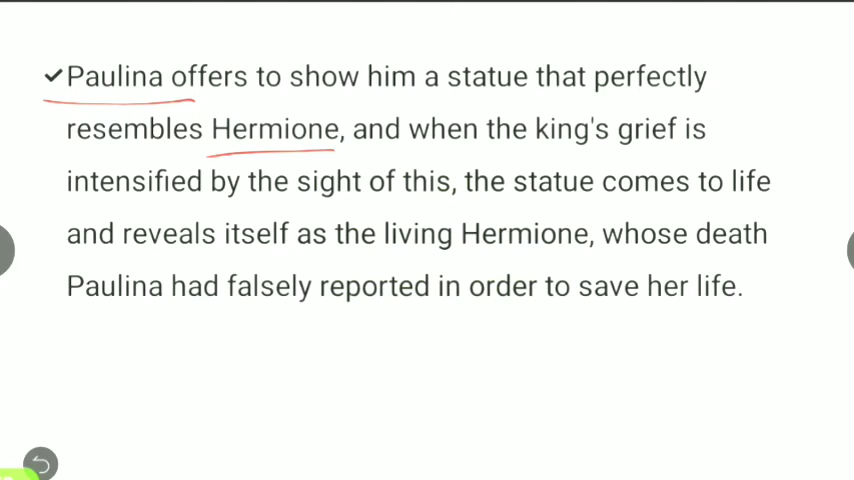 ✓Paulina offers to show him a statue that perfectly
resembles Hermione, and when the king's grief is
intensified by the sight of this, the statue comes to life
and reveals itself as the living Hermione, whose death
Paulina had falsely reported in order to save her life.